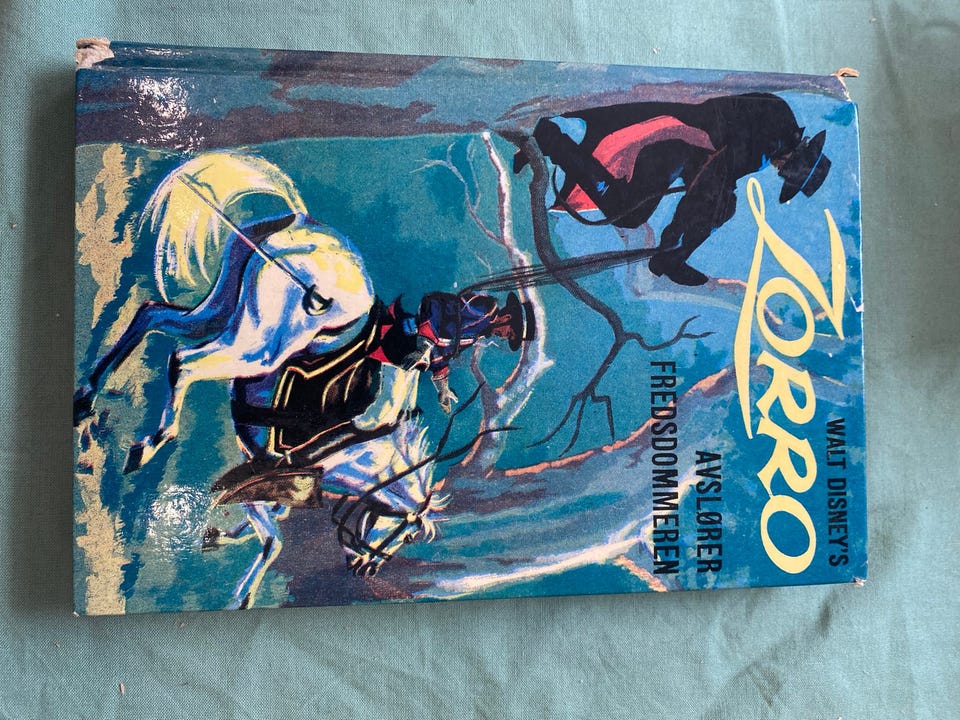 WALT DISNEY'S
ZORRO
AVSLØRER
FREDSDOMMEREN